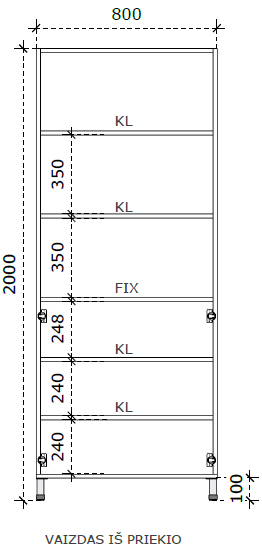 800
KL
350
KL
350
2000
FIX
248
KL
240
KL
240
100
VAIZDAS IŠ PRIEKIO